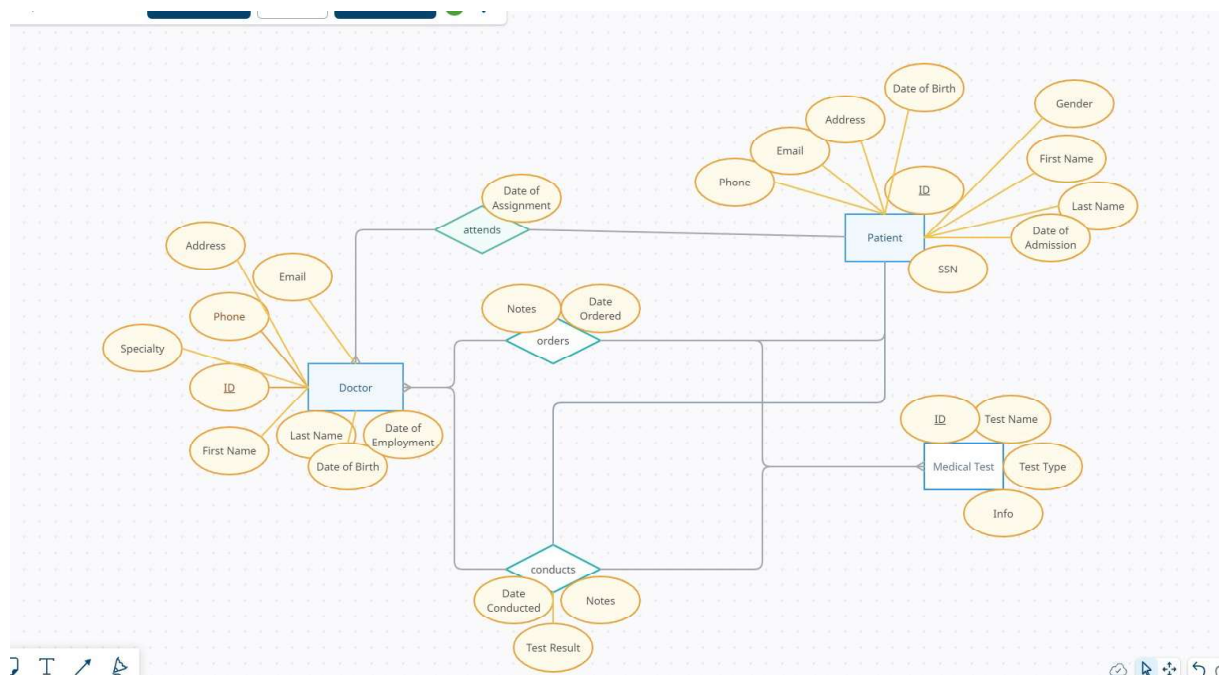 Date of Birth
Gender
Address
Email
First Name
Phone
ID
Date of
Assignment
Last Name
attends
Patient
Date of
Admission
Address
SSN
Email
Notes
Date
Ordered
Phone
orders
Specialty
ID
Doctor
ID
Test Name
Last Name
Date of
Employment
First Name
Date of Birth
Medical Test
Test Type
Info
conducts
Date
Conducted
Notes
Test Result